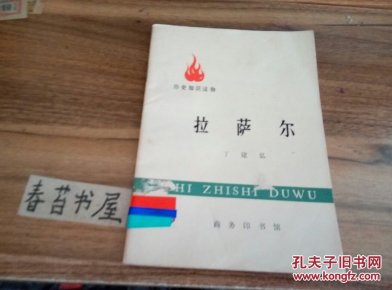 历史知识读物
拉萨尔
丁建弘
SHI ZHISHI DUWU
商务印书馆
春苔书屋
孔夫子旧书网
www.kongfz.com